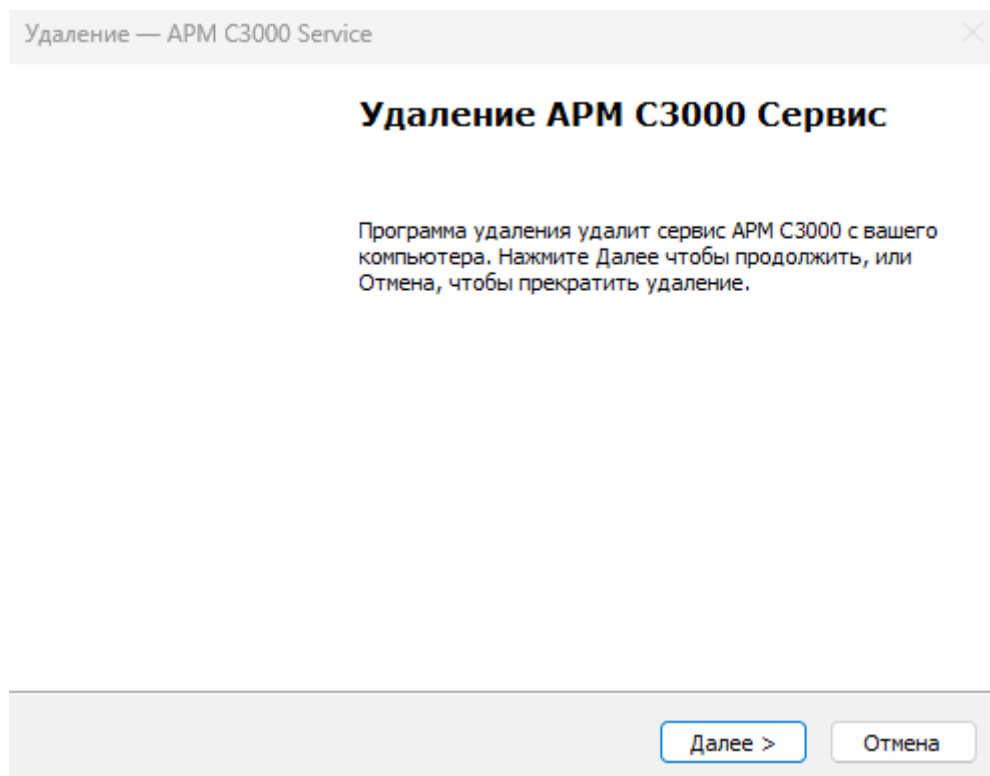 Удаление — АРМ С3000 Service
Удаление АРМ С3000 Сервис
Программа удаления удалит сервис АРМ С3000 с вашего
компьютера. Нажмите Далее чтобы продолжить, или
Отмена, чтобы прекратить удаление.
Далее >
Отмена